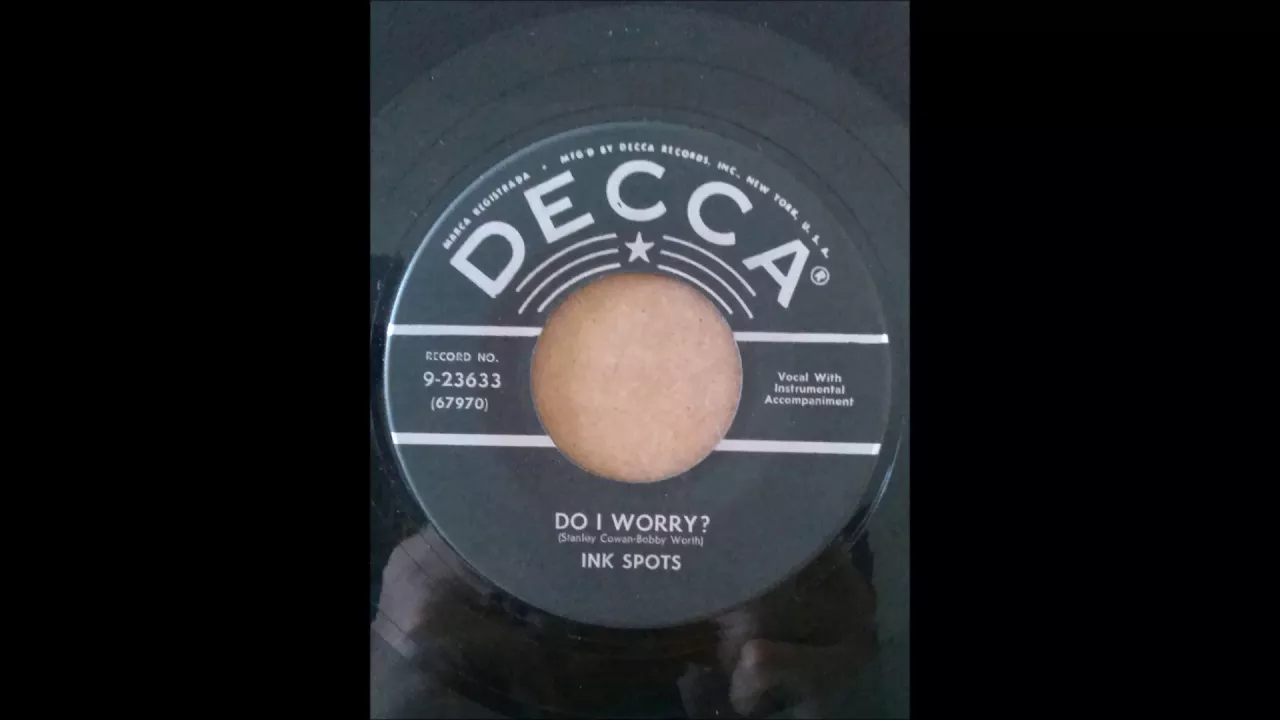 MARCA REGISTRADA • MFG'D BY DECCA RECORDS, INC., NEW YORK, U.S.A.
DECCA®
RECORD NO.
9-23633
(67970)
Vocal With
Instrumental
Accompaniment
DO I WORRY?
(Stanley Cowan-Bobby Worth)
INK SPOTS